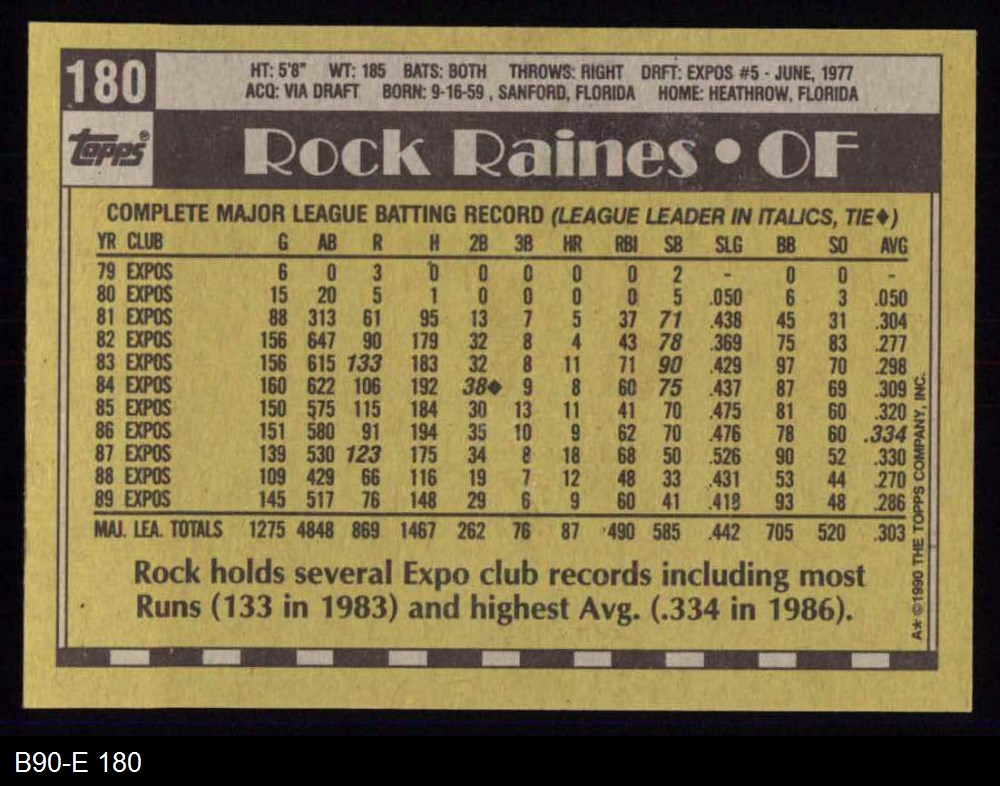 180
HT: 5'8" WT: 185 BATS: BOTH THROWS: RIGHT DRFT: EXPOS #5 - JUNE, 1977
ACQ: VIA DRAFT BORN: 9-16-59 , SANFORD, FLORIDA HOME: HEATHROW, FLORIDA
Topps®
Rock Raines • OF
COMPLETE MAJOR LEAGUE BATTING RECORD (LEAGUE LEADER IN ITALICS, TIE♦)
YR CLUB G AB R H 2B 3B HR RBI SB SLG BB SO AVG
79 EXPOS 6 0 3 0 0 0 0 0 2 - 0 0 -
80 EXPOS 15 20 5 1 0 0 0 0 5 .050 6 3 .050
81 EXPOS 88 313 61 95 13 7 5 37 71 .438 45 31 .304
82 EXPOS 156 647 90 179 32 8 4 43 78 .369 75 83 .277
83 EXPOS 156 615 133 183 32 8 11 71 90 .429 97 70 .298
84 EXPOS 160 622 106 192 38♦ 9 8 60 75 .437 87 69 .309
85 EXPOS 150 575 115 184 30 13 11 41 70 .475 81 60 .320
86 EXPOS 151 580 91 194 35 10 9 62 70 .476 78 60 .334
87 EXPOS 139 530 123 175 34 8 18 68 50 .526 90 52 .330
88 EXPOS 109 429 66 116 19 7 12 48 33 .431 53 44 .270
89 EXPOS 145 517 76 148 29 6 9 60 41 .418 93 48 .286
MAJ. LEA. TOTALS 1275 4848 869 1467 262 76 87 490 585 .442 705 520 .303
Rock holds several Expo club records including most
Runs (133 in 1983) and highest Avg. (.334 in 1986).
A* ©1990 THE TOPPS COMPANY, INC.
B90-E 180